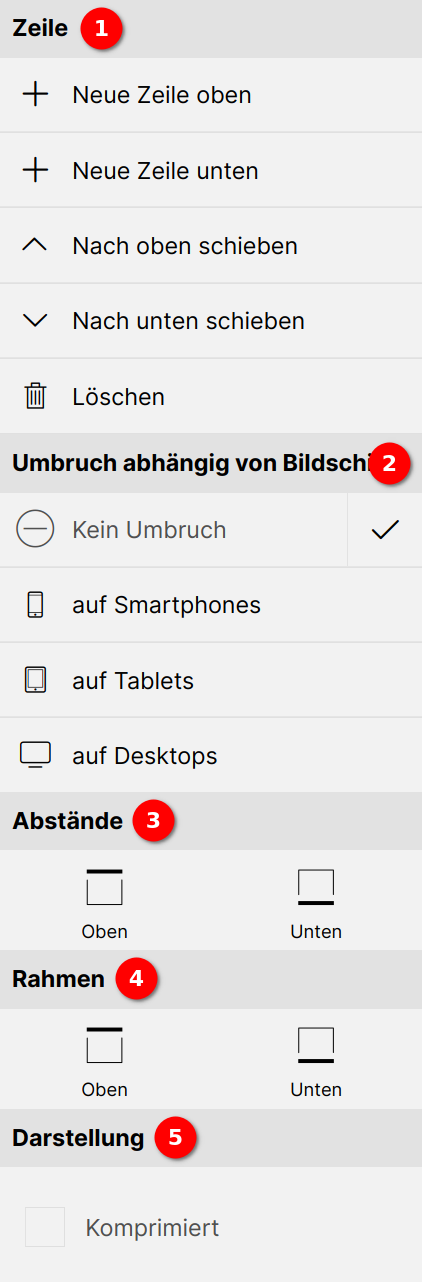 Zeile 1
Neue Zeile oben
Neue Zeile unten
Nach oben schieben
Nach unten schieben
Löschen
Umbruch abhängig von Bildschi 2
Kein Umbruch
auf Smartphones
auf Tablets
auf Desktops
Abstände 3
Oben Unten
Rahmen 4
Oben Unten
Darstellung 5
Komprimiert